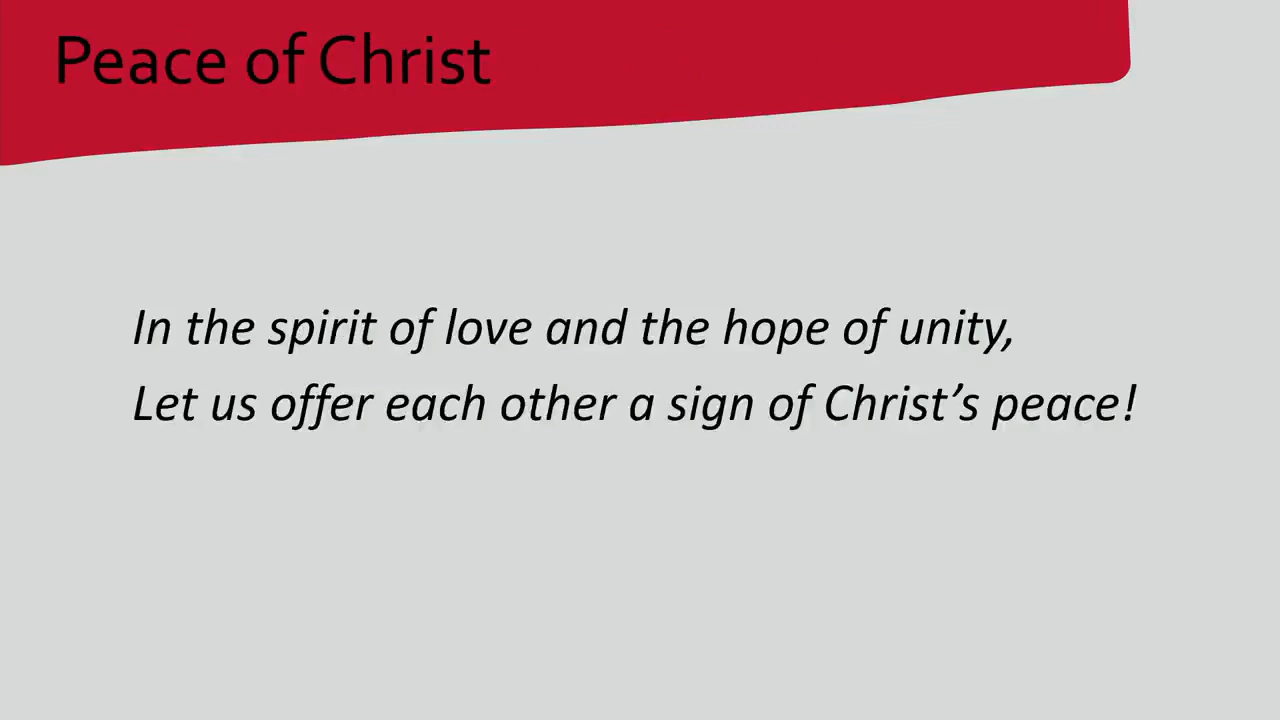 Peace of Christ
In the spirit of love and the hope of unity,
Let us offer each other a sign of Christ’s peace!